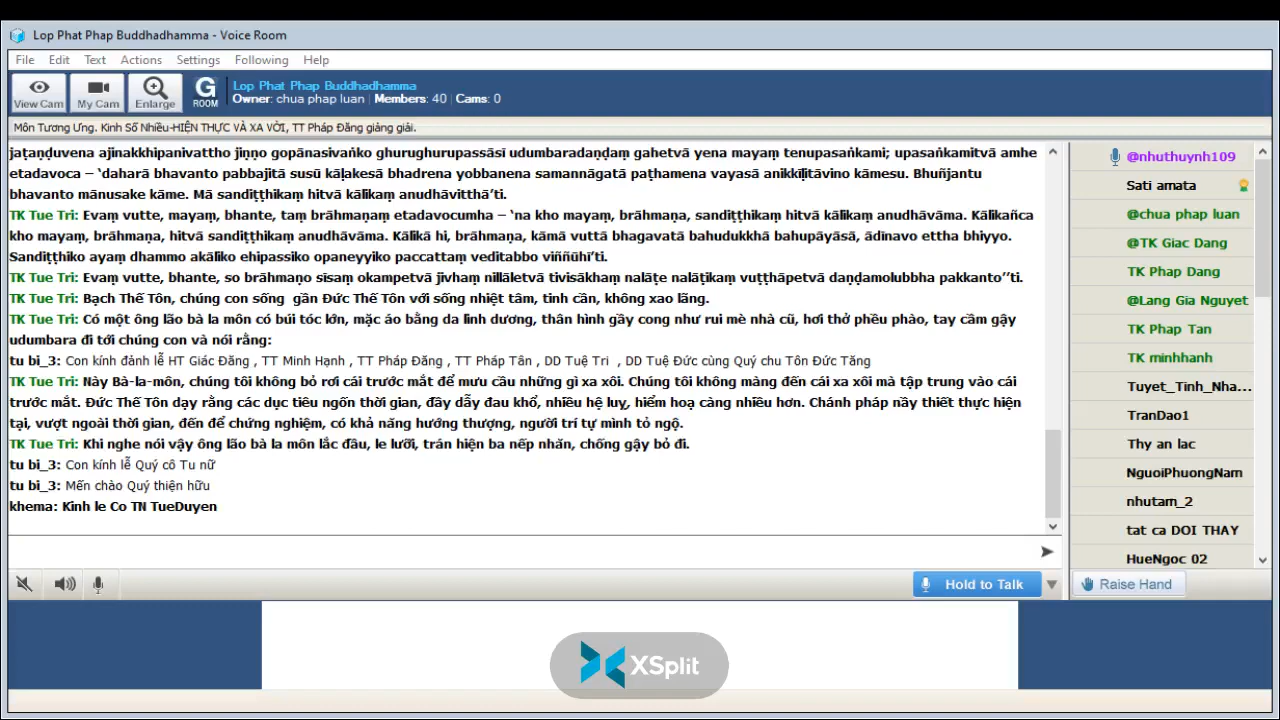 Lop Phat Phap Buddhadhamma - Voice Room
File Edit Text Actions Settings Following Help
View Cam My Cam Enlarge G ROOM Lop Phat Phap Buddhadhamma
Owner: chua phap luan | Members: 40 | Cams: 0
Môn Tương Ưng. Kinh Số Nhiều-HIỆN THỰC VÀ XA VỜI, TT Pháp Đăng giảng giải.
jaṭaṇḍuvena ajinakkhipanivattho jiṇṇo gopānasivaṅko ghurughurupassāsī udumbaradaṇḍaṃ gahetvā yena mayaṃ tenupasaṅkami; upasaṅkamitvā amhe
etadavoca – ‘daharā bhavanto pabbajitā susū kāḷakesā bhadrena yobbanena samannāgatā paṭhamena vayasā anikkīḷitāvino kāmesu. Bhuñjantu
bhavanto mānusake kāme. Mā sandiṭṭhikaṃ hitvā kālikaṃ anudhāvitthā’ti.
TK Tue Tri: Evaṃ vutte, mayaṃ, bhante, taṃ brāhmaṇaṃ etadavocumha – ‘na kho mayaṃ, brāhmaṇa, sandiṭṭhikaṃ hitvā kālikaṃ anudhāvāma. Kālikañca
kho mayaṃ, brāhmaṇa, hitvā sandiṭṭhikaṃ anudhāvāma. Kālikā hi, brāhmaṇa, kāmā vuttā bhagavatā bahudukkhā bahupāyāsā, ādīnavo ettha bhiyyo.
Sandiṭṭhiko ayaṃ dhammo akāliko ehipassiko opaneyyiko paccattaṃ veditabbo viññūhī’ti.
TK Tue Tri: Evaṃ vutte, bhante, so brāhmaṇo sīsaṃ okampetvā jivhaṃ nillāletvā tivisākhaṃ nalāṭe nalāṭikaṃ vuṭṭhāpetvā daṇḍamolubbha pakkanto’’ti.
TK Tue Tri: Bạch Thế Tôn, chúng con sống gần Đức Thế Tôn với sống nhiệt tâm, tinh cần, không xao lãng.
TK Tue Tri: Có một ông lão bà la môn có búi tóc lớn, mặc áo bằng da linh dương, thân hình gầy cong như rui mè nhà cũ, hơi thở phều phào, tay cầm gậy
udumbara đi tới chúng con và nói rằng:
tu bi_3: Con kính đảnh lễ HT Giác Đăng , TT Minh Hạnh , TT Pháp Đăng , TT Pháp Tân , DD Tuệ Tri , DD Tuệ Đức cùng Quý chu Tôn Đức Tăng
TK Tue Tri: Này Bà-la-môn, chúng tôi không bỏ rơi cái trước mắt để mưu cầu những gì xa xôi. Chúng tôi không màng đến cái xa xôi mà tập trung vào cái
trước mắt. Đức Thế Tôn dạy rằng các dục tiêu ngốn thời gian, đây dẫy đau khổ, nhiều hệ luỵ, hiểm hoạ càng nhiều hơn. Chánh pháp nầy thiết thực hiện
tại, vượt ngoài thời gian, đến để chứng nghiệm, có khả năng hướng thượng, người trí tự mình tỏ ngộ.
TK Tue Tri: Khi nghe nói vậy ông lão bà la môn lắc đầu, le lưỡi, trán hiện ba nếp nhăn, chống gậy bỏ đi.
tu bi_3: Con kính lễ Quý cô Tu nữ
tu bi_3: Mến chào Quý thiện hữu
khema: Kinh le Co TN TueDuyen
Hold to Talk
@nhuthuynh109
Sati amata
@chua phap luan
@TK Giac Dang
TK Phap Dang
@Lang Gia Nguyet
TK Phap Tan
TK minhhanh
Tuyet_Tinh_Nha...
TranDao1
Thy an lac
NguoiPhuongNam
nhutam_2
tat ca DOI THAY
HueNgoc 02
Raise Hand
XSplit